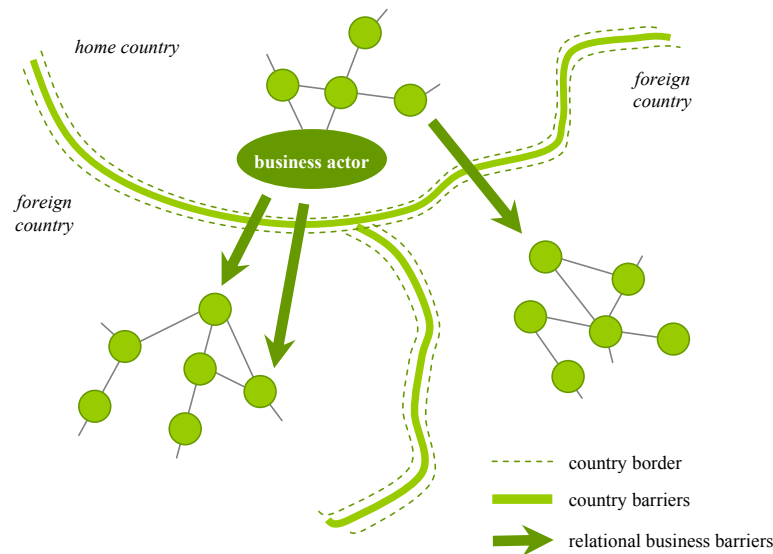 home country
foreign
country
business actor
foreign
country
country border
country barriers
relational business barriers